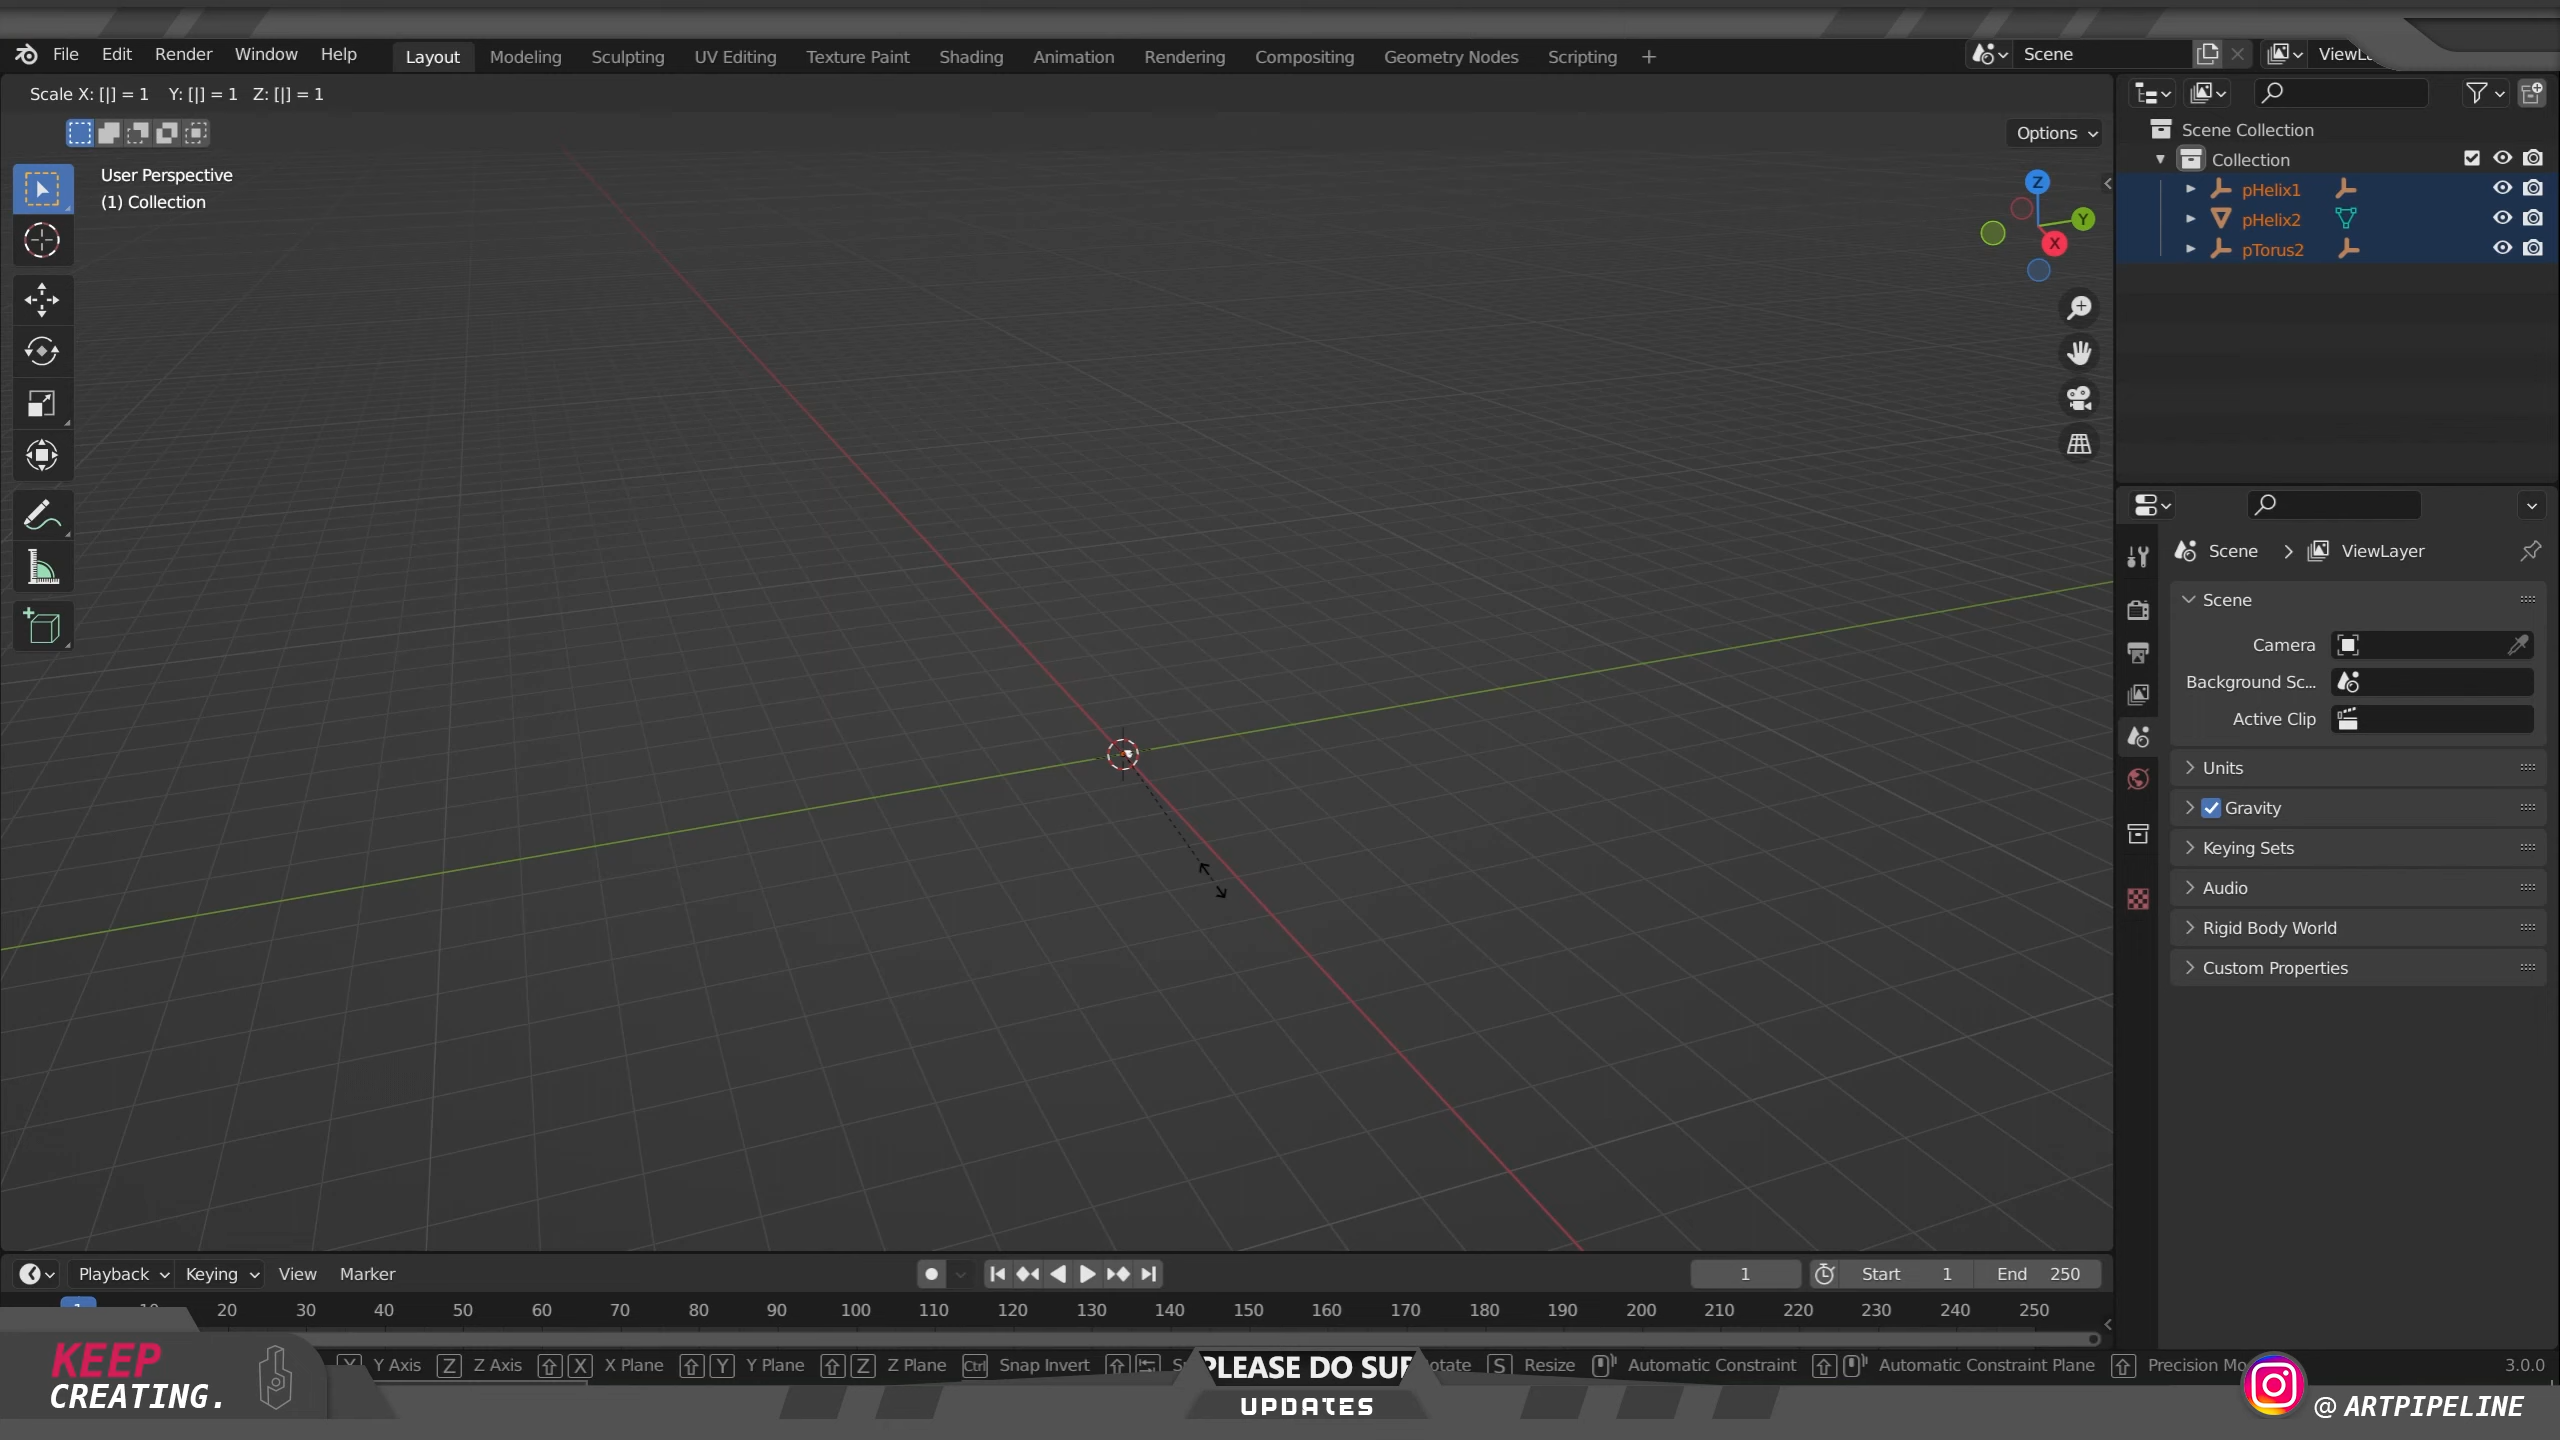 File Edit Render Window Help Layout Modeling Sculpting UV Editing Texture Paint Shading Animation Rendering Compositing Geometry Nodes Scripting + Scene
Scale X: [|] = 1 Y: [|] = 1 Z: [|] = 1
Options
User Perspective
(1) Collection
Z
Y
X
Scene Collection
Collection
pHelix1
pHelix2
pTorus2
Scene > ViewLayer
Scene
Camera
Background Sc...
Active Clip
Units
Gravity
Keying Sets
Audio
Rigid Body World
Custom Properties
Playback Keying View Marker
1 Start 1 End 250
20 30 40 50 60 70 80 90 100 110 120 130 140 150 160 170 180 190 200 210 220 230 240 250
Y Axis Z Z Axis X X Plane Y Y Plane Z Z Plane Ctrl Snap Invert S Resize Automatic Constraint Automatic Constraint Plane Precision 3.0.0
KEEP
CREATING.
PLEASE DO
UPDATES
@ ARTPIPELINE